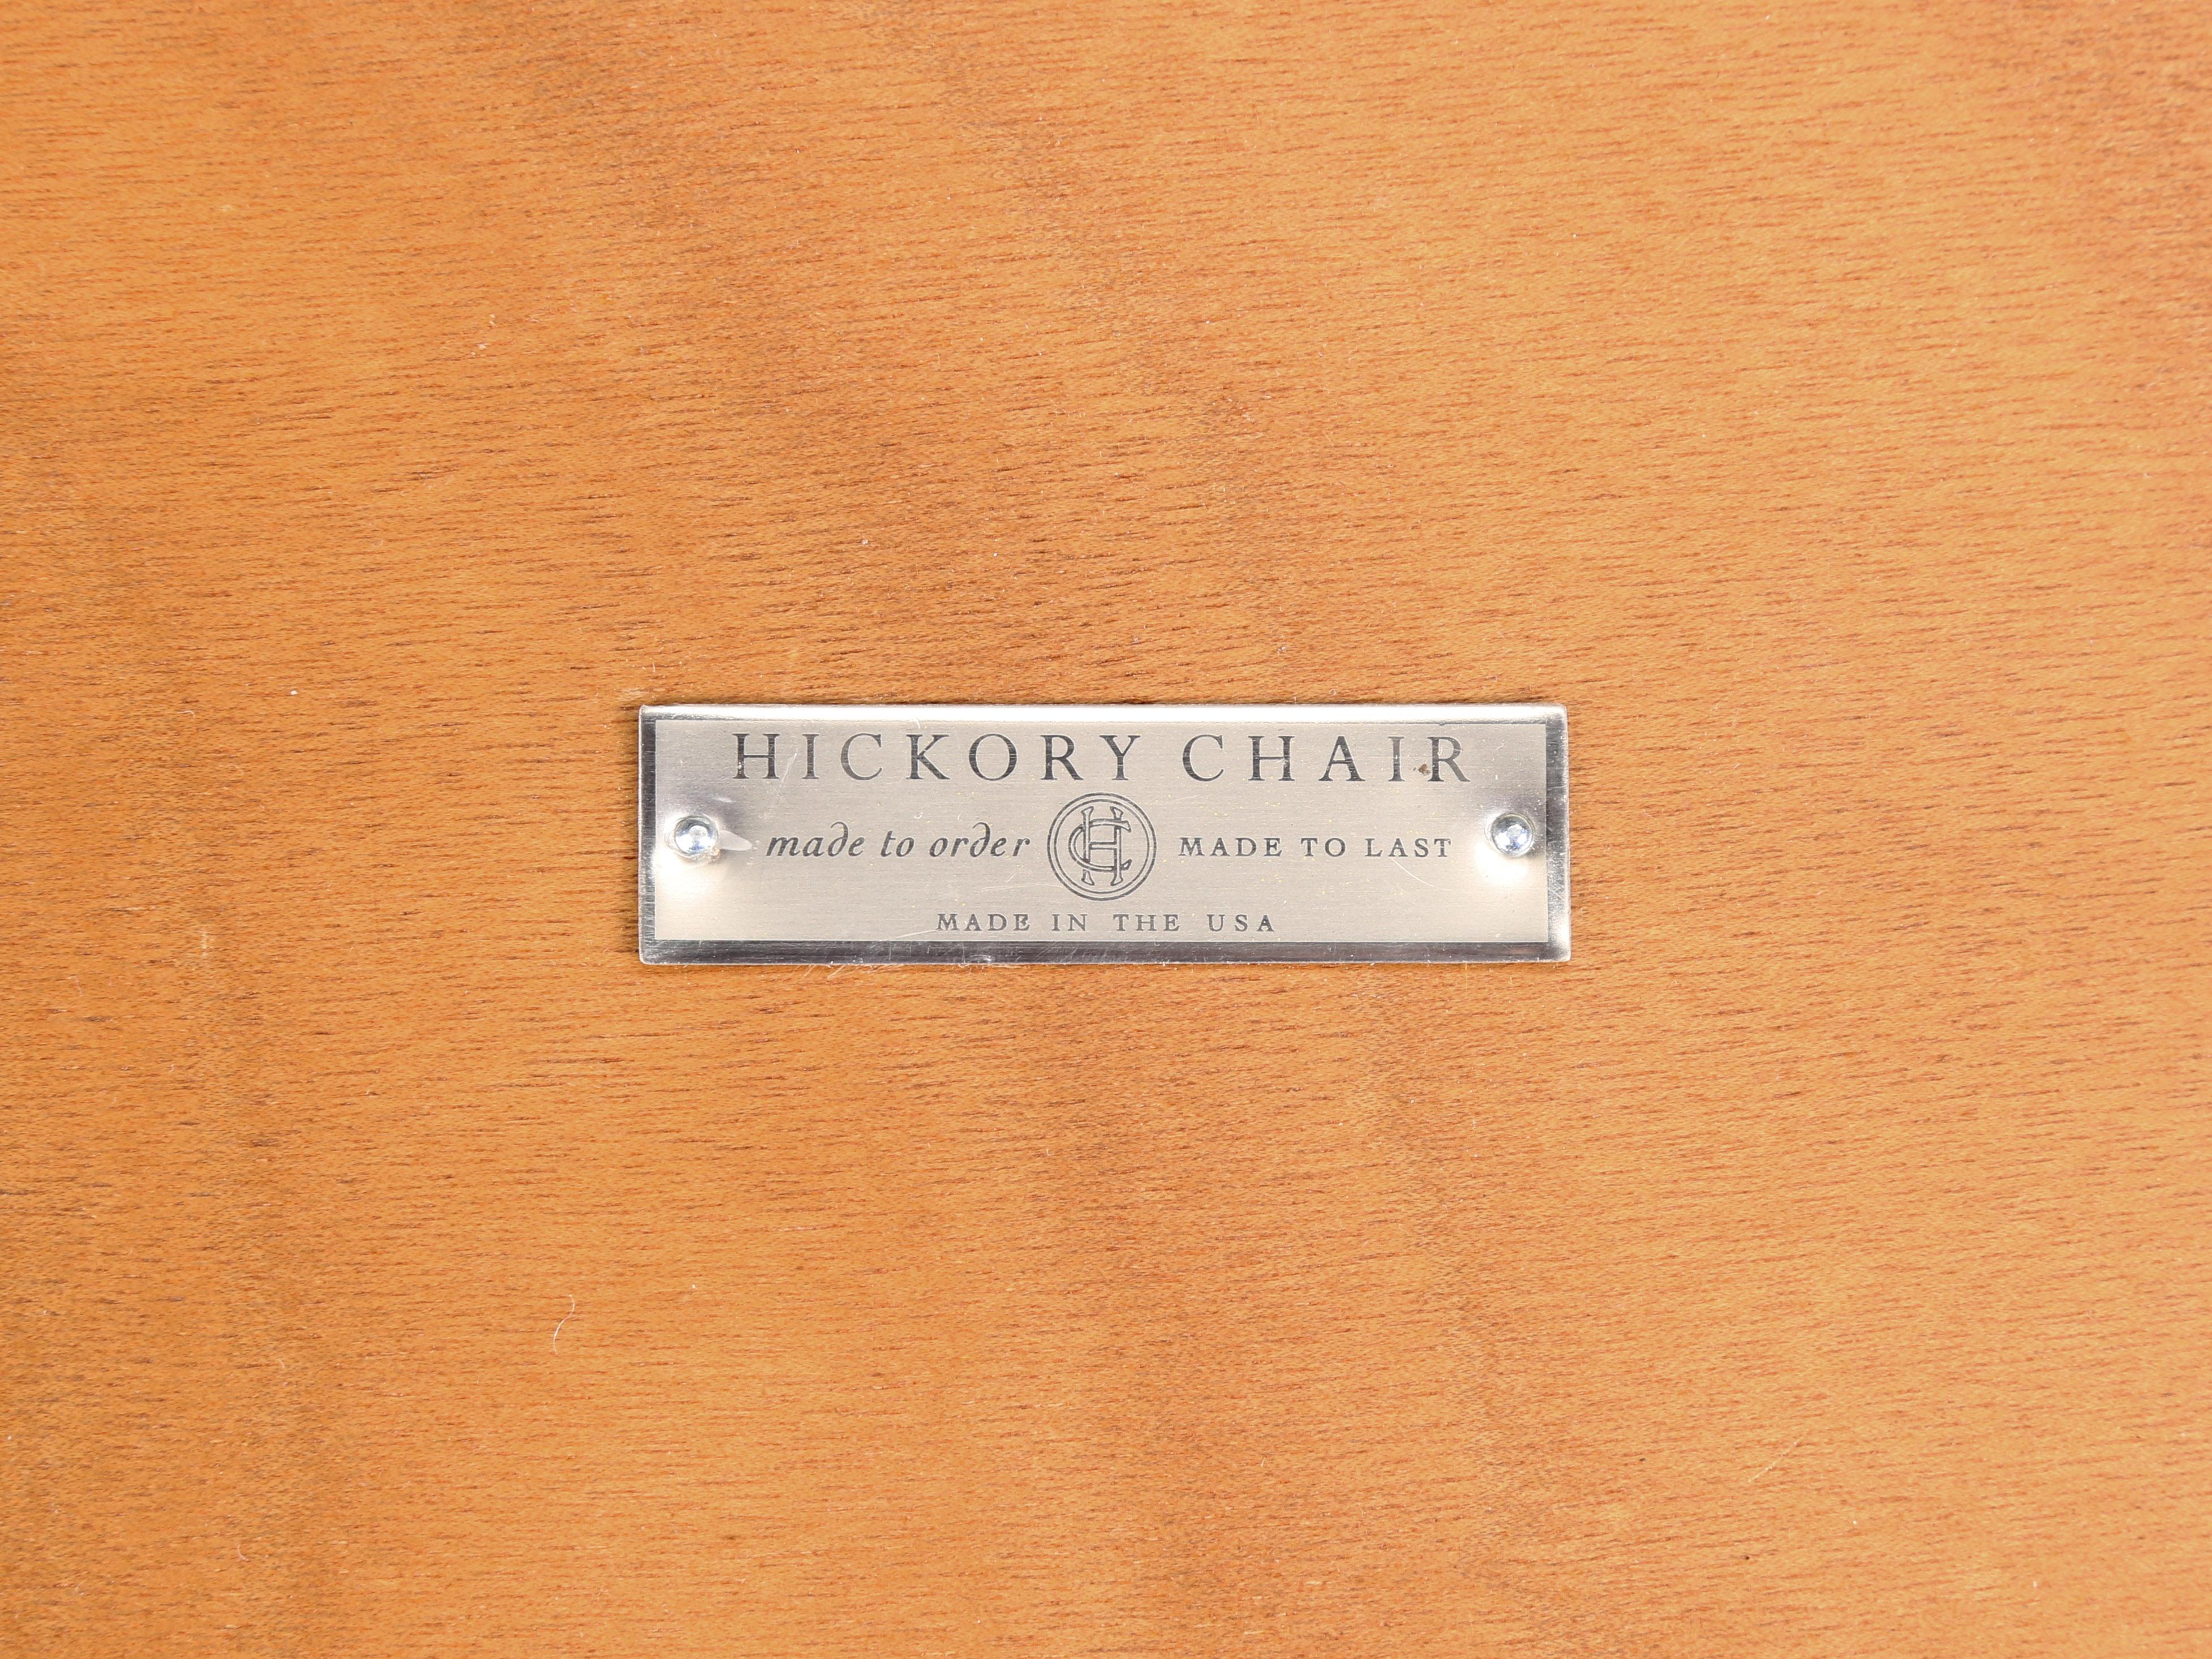 HICKORY CHAIR
made to order HC MADE TO LAST
MADE IN THE USA